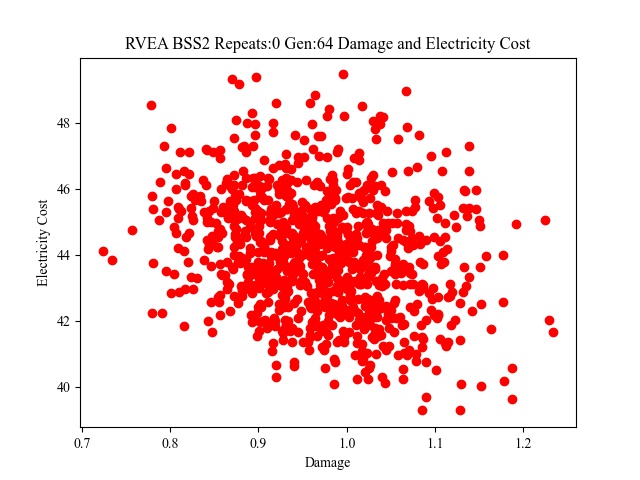 RVEA BSS2 Repeats:0 Gen:64 Damage and Electricity Cost
Electricity Cost
48
46
44
42
40
0.7 0.8 0.9 1.0 1.1 1.2
Damage